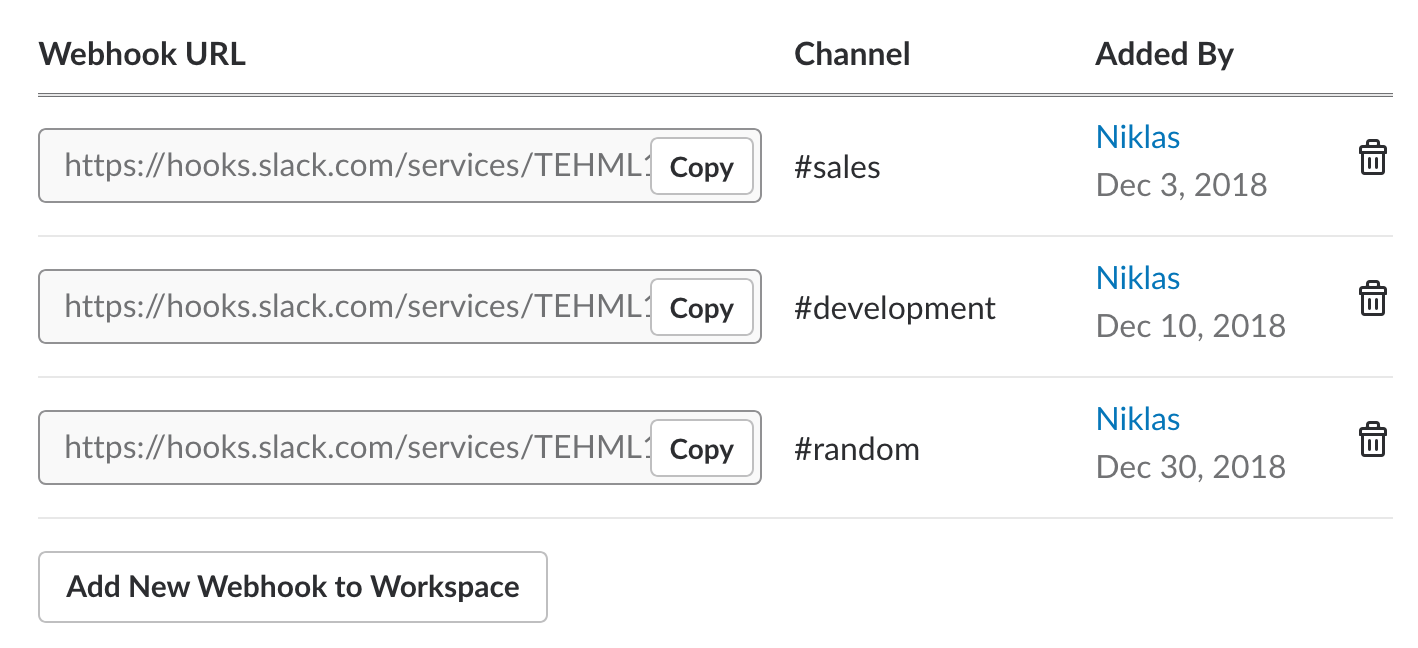 Webhook URL Channel Added By
https://hooks.slack.com/services/TEHML1 Copy #sales Niklas
Dec 3, 2018
https://hooks.slack.com/services/TEHML1 Copy #development Niklas
Dec 10, 2018
https://hooks.slack.com/services/TEHML1 Copy #random Niklas
Dec 30, 2018
Add New Webhook to Workspace